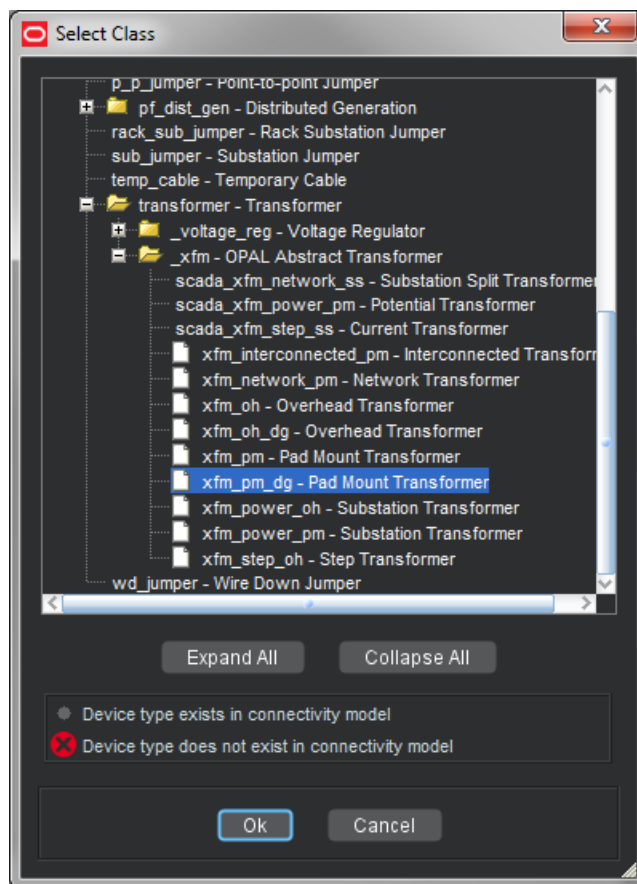 Select Class
p_p_jumper - Point-to-point Jumper
pf_dist_gen - Distributed Generation
rack_sub_jumper - Rack Substation Jumper
sub_jumper - Substation Jumper
temp_cable - Temporary Cable
transformer - Transformer
_voltage_reg - Voltage Regulator
_xfm - OPAL Abstract Transformer
scada_xfm_network_ss - Substation Split Transformer
scada_xfm_power_pm - Potential Transformer
scada_xfm_step_ss - Current Transformer
xfm_interconnected_pm - Interconnected Transforr
xfm_network_pm - Network Transformer
xfm_oh - Overhead Transformer
xfm_oh_dg - Overhead Transformer
xfm_pm - Pad Mount Transformer
xfm_pm_dg - Pad Mount Transformer
xfm_power_oh - Substation Transformer
xfm_power_pm - Substation Transformer
xfm_step_oh - Step Transformer
wd_jumper - Wire Down Jumper
Expand All Collapse All
Device type exists in connectivity model
Device type does not exist in connectivity model
Ok Cancel